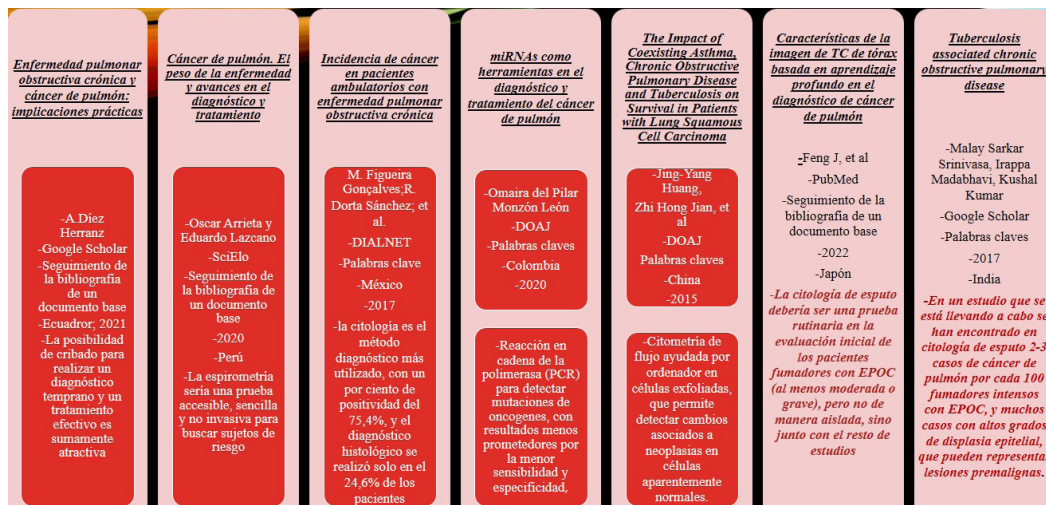 Enfermedad pulmonar
obstructiva crónica y
cáncer de pulmón:
implicaciones prácticas
-A.Díez
Herranz
-Google Scholar
-Seguimiento de
la bibliografía
de un
documento base
-Ecuadror; 2021
-La posibilidad
de cribado para
realizar un
diagnóstico
temprano y un
tratamiento
efectivo es
sumamente
atractiva
Cáncer de pulmón. El
peso de la enfermedad
y avances en el
diagnóstico y
tratamiento
-Oscar Arrieta y
Eduardo Lazcano
-SciElo
-Seguimiento de
la bibliografía de
un documento
base
-2020
-Perú
-La espirometría
sería una prueba
accesible, sencilla
y no invasiva para
buscar sujetos de
riesgo
Incidencia de cáncer
en pacientes
ambulatorios con
enfermedad pulmonar
obstructiva crónica
M. Figueira
Gonçalves;R.
Dorta Sánchez; et
al.
-DIALNET
-Palabras clave
-México
-2017
-la citología es el
método
diagnóstico más
utilizado, con un
por ciento de
positividad del
75,4%, y el
diagnóstico
histológico se
realizó solo en el
24,6% de los
pacientes
miRNAs como
herramientas en el
diagnóstico y
tratamiento del cáncer
de pulmón
-Omaira del Pilar
Monzón León
-DOAJ
-Palabras claves
-Colombia
-2020
-Reacción en
cadena de la
polimerasa (PCR)
para detectar
mutaciones de
oncogenes, con
resultados menos
prometedores por
la menor
sensibilidad y
especificidad,
The Impact of
Coexisting Asthma,
Chronic Obstructive
Pulmonary Disease
and Tuberculosis on
Survival in Patients
with Lung Squamous
Cell Carcinoma
-Jing-Yang
Huang,
Zhi Hong Jian, et
al
-DOAJ
Palabras claves
-China
-2015
-Citometría de
flujo ayudada por
ordenador en
células exfoliadas,
que permite
detectar cambios
asociados a
neoplasias en
células
aparentemente
normales.
Características de la
imagen de TC de tórax
basada en aprendizaje
profundo en el
diagnóstico de cáncer
de pulmón
-Feng J, et al
-PubMed
-Seguimiento de la
bibliografía de un
documento base
-2022
-Japón
-La citología de esputo
debería ser una prueba
rutinaria en la
evaluación inicial de
los pacientes
fumadores con EPOC
(al menos moderada o
grave), pero no de
manera aislada, sino
junto con el resto de
estudios
Tuberculosis
associated chronic
obstructive pulmonary
disease
-Malay Sarkar
Srinivasa, Irappa
Madabhavi, Kushal
Kumar
-Google Scholar
-Palabras claves
-2017
-India
-En un estudio que se
está llevando a cabo se
han encontrado en
citología de esputo 2-3
casos de cáncer de
pulmón por cada 100
fumadores intensos
con EPOC, y muchos
casos con altos grados
de displasia epitelial,
que pueden representa
lesiones premalignas.